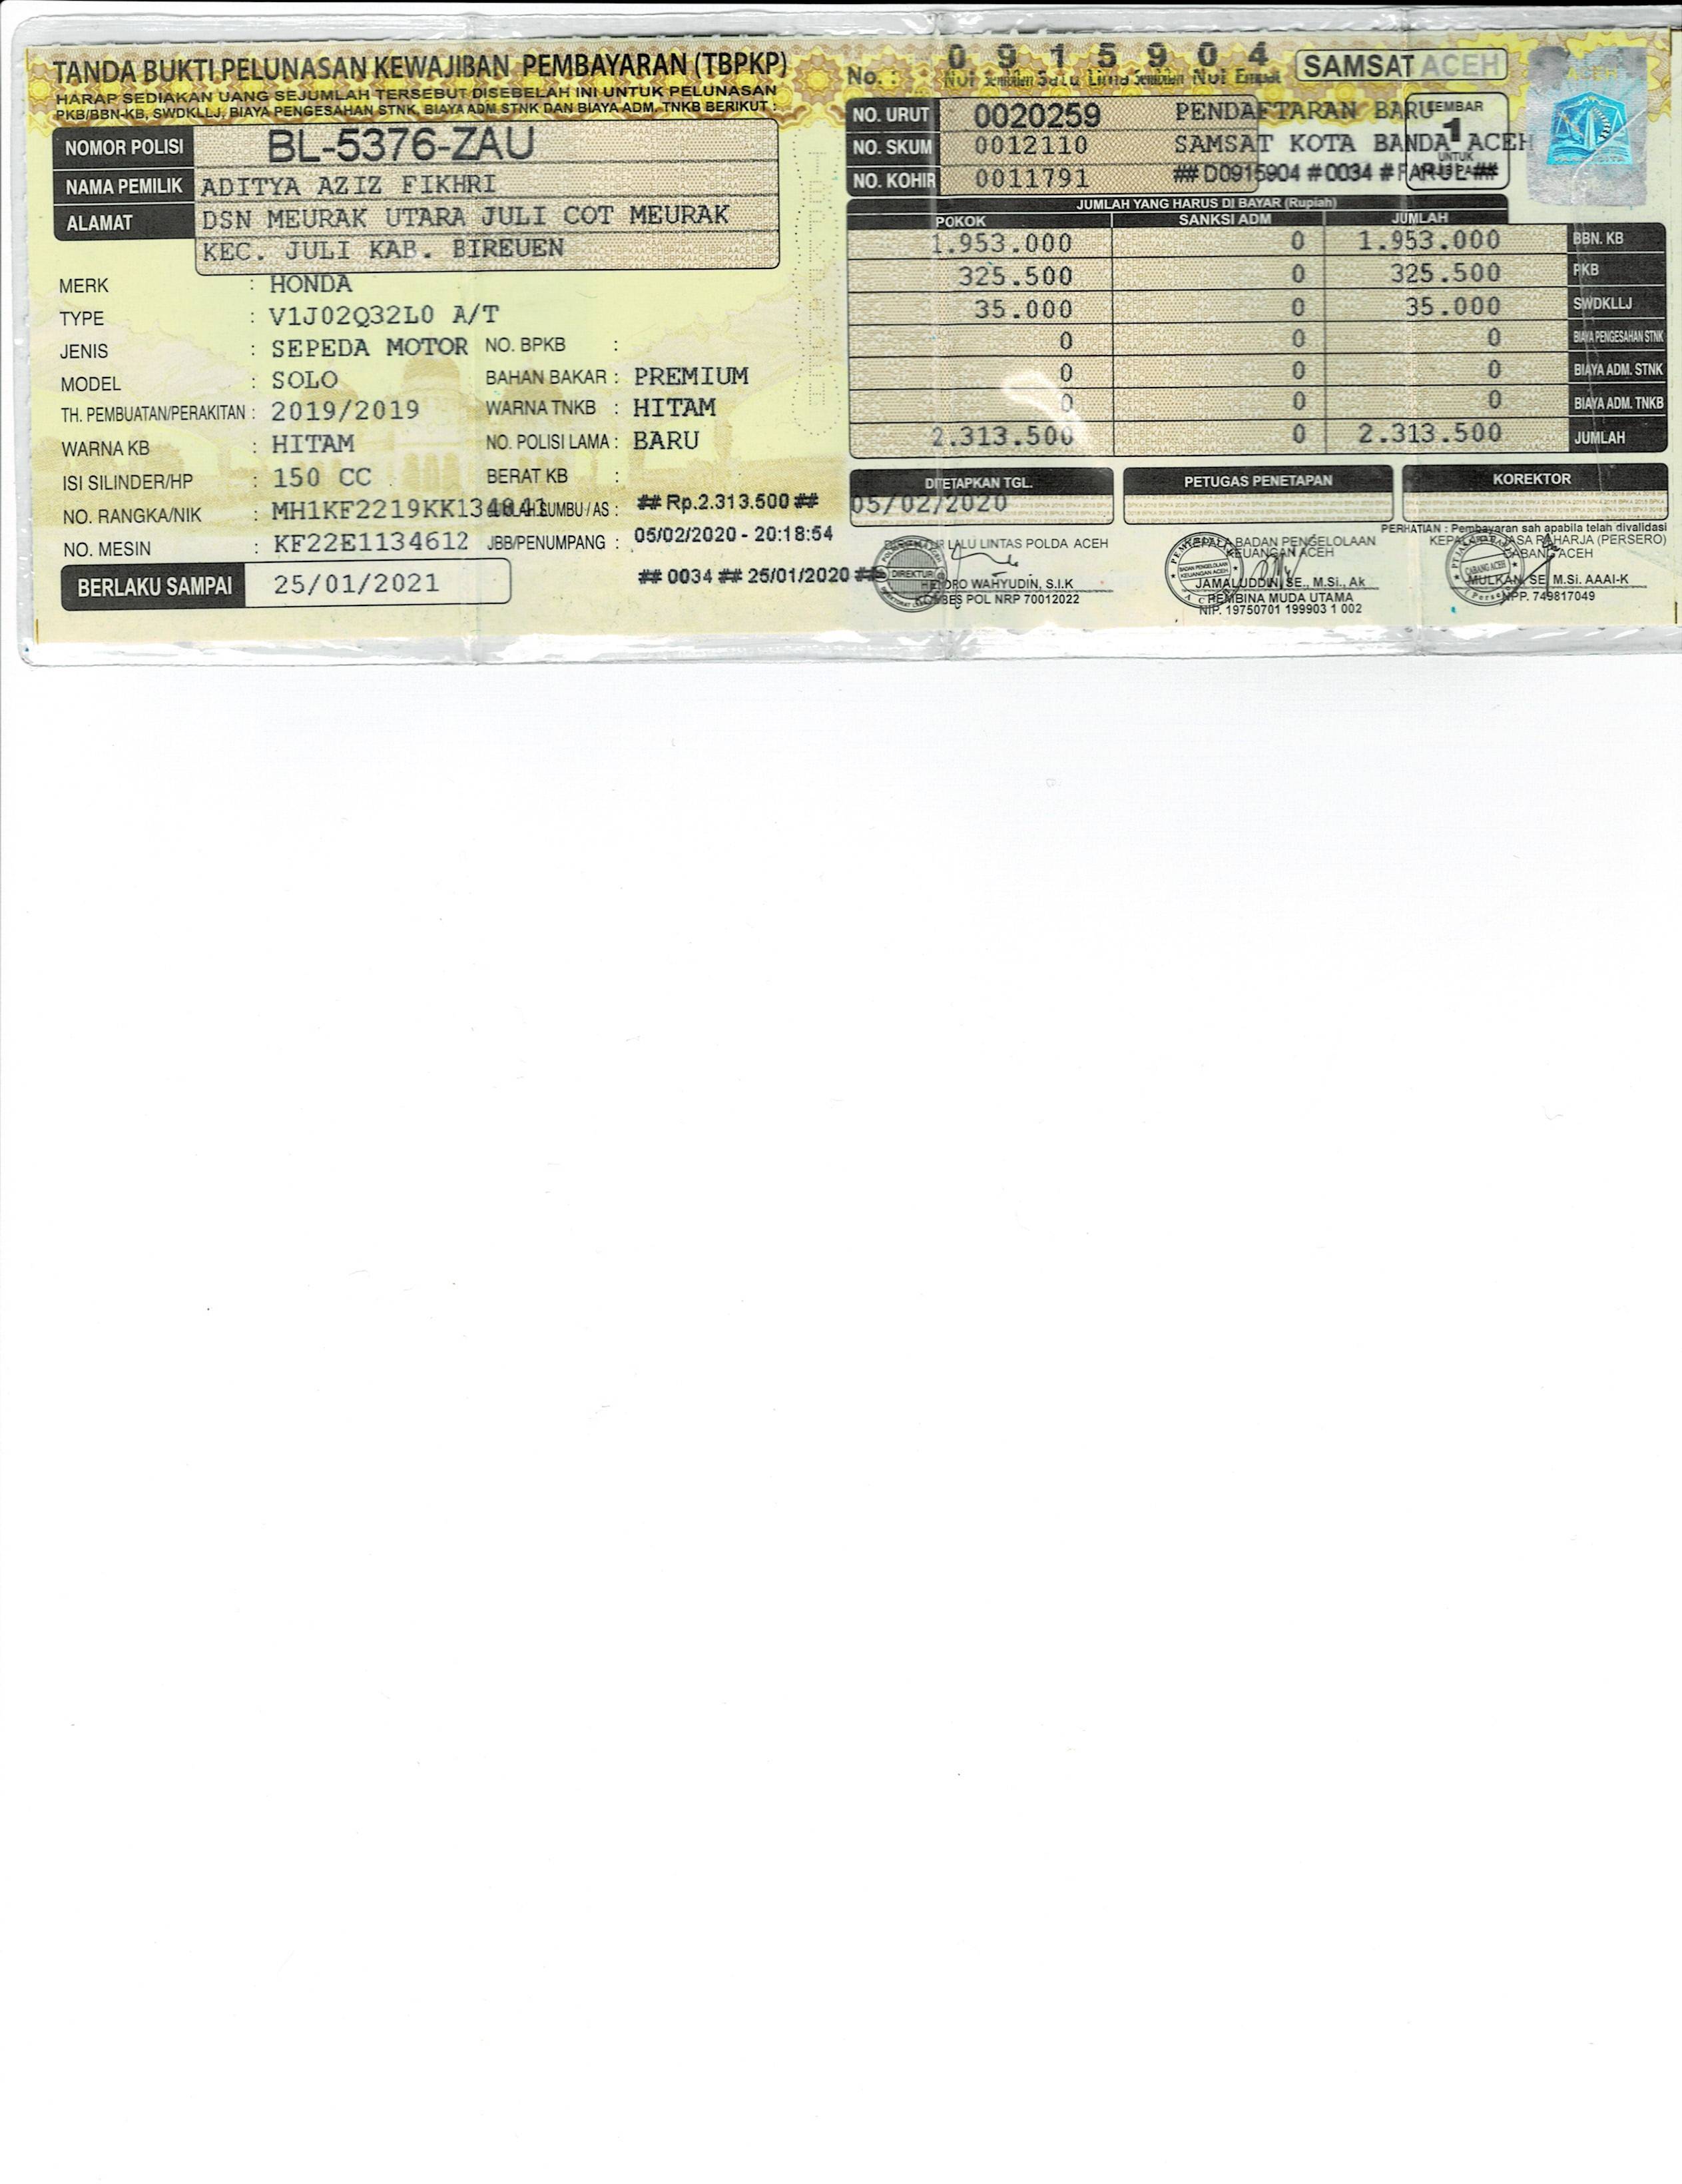 TANDA BUKTI PELUNASAN KEWAJIBAN PEMBAYARAN (TBPKP)
HARAP SEDIAKAN UANG SEJUMLAH TERSEBUT DISEBELAH INI UNTUK PELUNASAN
PKB/BBN-KB, SWDKLLJ, BIAYA PENGESAHAN STNK, BIAYA ADM STNK DAN BIAYA ADM. TNKB BERIKUT :
NOMOR POLISI BL-5376-ZAU
NAMA PEMILIK ADITYA AZIZ FIKHRI
ALAMAT DSN MEURAK UTARA JULI COT MEURAK
KEC. JULI KAB. BIREUEN
MERK : HONDA
TYPE : V1J02Q32L0 A/T
JENIS : SEPEDA MOTOR NO. BPKB :
MODEL : SOLO BAHAN BAKAR : PREMIUM
TH. PEMBUATAN/PERAKITAN : 2019/2019 WARNA TNKB : HITAM
WARNA KB : HITAM NO. POLISI LAMA : BARU
ISI SILINDER/HP : 150 CC BERAT KB :
NO. RANGKA/NIK : SUMBU / AS : ## Rp.2.313.500 ##
NO. MESIN : KF22E1134612 JBB/PENUMPANG : 05/02/2020 - 20:18:54
BERLAKU SAMPAI 25/01/2021 ## 0034 ## 25/01/2020 ##
No. : 0 9 1 5 9 0 4 SAMSAT ACEH
Nol Sembilan Satu Lima Sembilan Nol Empat
NO. URUT 0020259 PENDAFTARAN BARU LEMBAR
NO. SKUM 0012110 SAMSAT KOTA BANDA ACEH 1
UNTUK
NO. KOHIR 0011791 ## D0915904 # 0034 #
JUMLAH YANG HARUS DI BAYAR (Rupiah)
POKOK SANKSI ADM JUMLAH
1.953.000 0 1.953.000 BBN. KB
325.500 0 325.500 PKB
35.000 0 35.000 SWDKLLJ
0 0 0 BIAYA PENGESAHAN STNK
0 0 0 BIAYA ADM. STNK
0 0 0 BIAYA ADM. TNKB
2.313.500 0 2.313.500 JUMLAH
DITETAPKAN TGL. PETUGAS PENETAPAN KOREKTOR
05/02/2020
PERHATIAN : Pembayaran sah apabila telah divalidasi
LALU LINTAS POLDA ACEH
DIREKTUR
WAHYUDIN, S.I.K
POL NRP 70012022
KEPALA BADAN PENGELOLAAN
KEUANGAN ACEH
JAMALUDDIN, SE., M.Si., Ak
PEMBINA MUDA UTAMA
NIP. 19750701 199903 1 002
JASA RAHARJA (PERSERO)
CABANG ACEH
CABANG ACEH
MULKAN, SE, M.Si. AAAI-K
NPP. 749817049